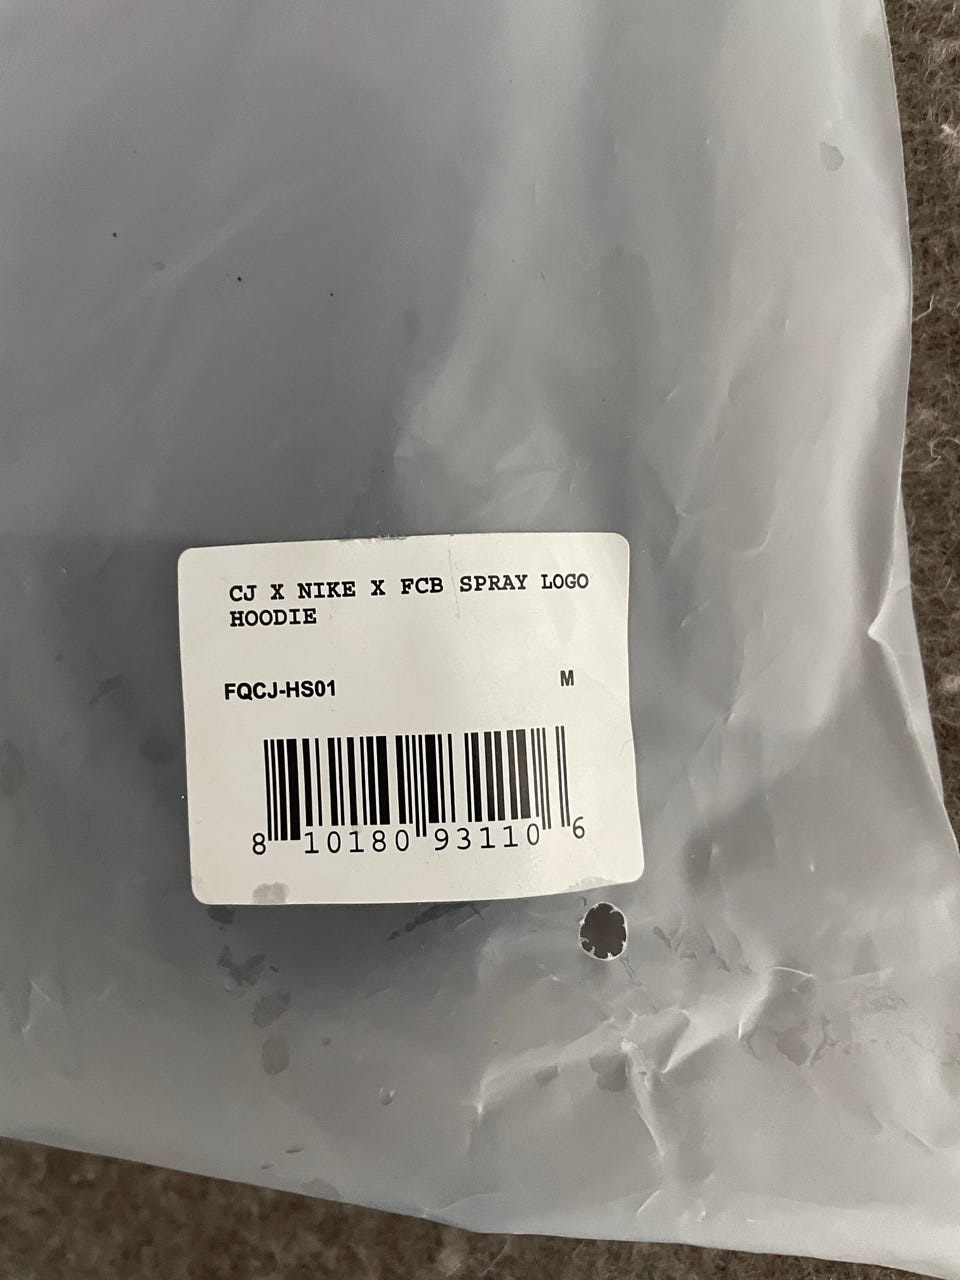 CJ X NIKE X FCB SPRAY LOGO
HOODIE
FQCJ-HS01 M
8 10180 93110 6